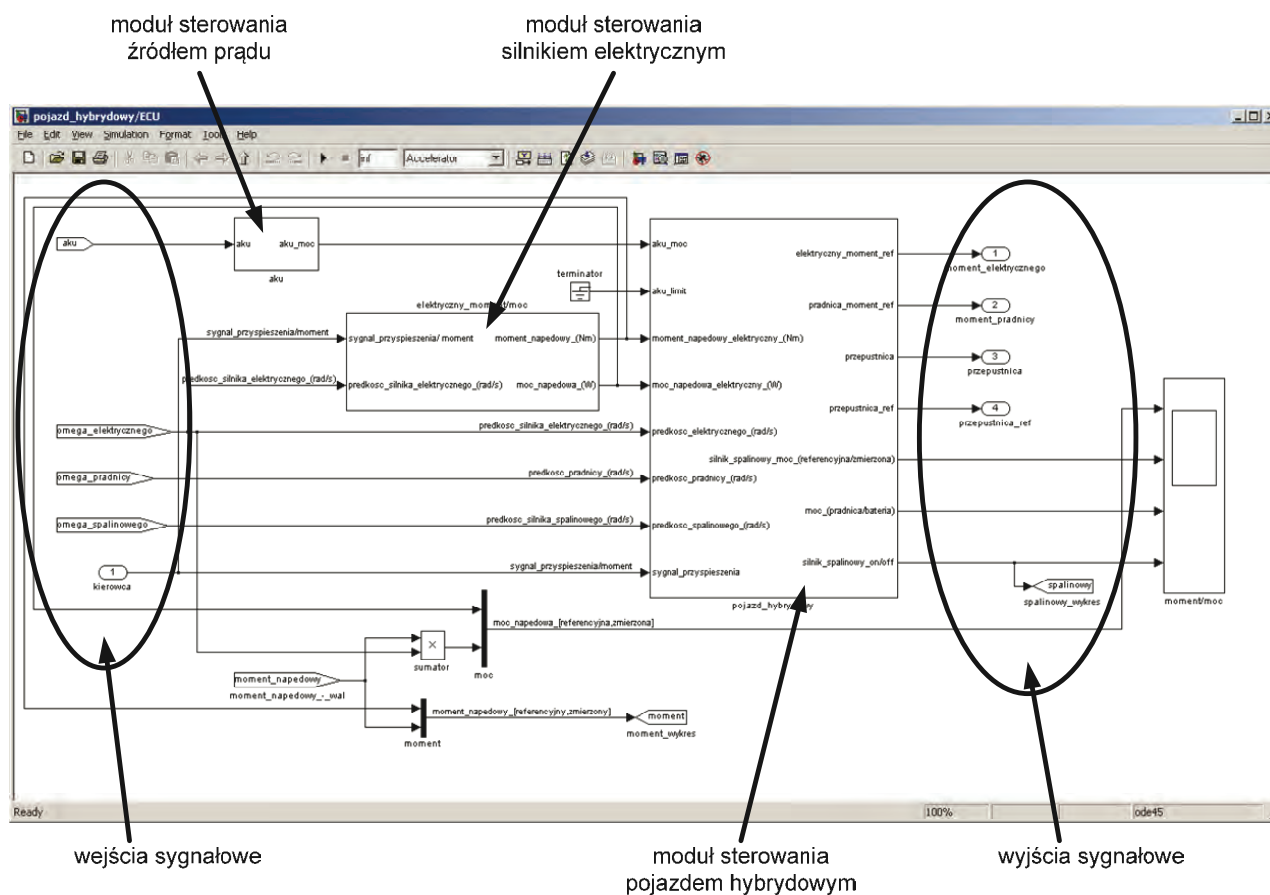 moduł sterowania
źródłem prądu
moduł sterowania
silnikiem elektrycznym
pojazd_hybrydowy/ECU
File Edit View Simulation Format Tools Help
inf
Accelerator
aku
aku aku_moc
aku
terminator
elektryczny_moment/moc
sygnal_przyspieszenia/moment
sygnal_przyspieszenia/ moment moment_napedowy_(Nm)
predkosc_silnika_elektrycznego_(rad/s)
predkosc_silnika_elektrycznego_(rad/s) moc_napedowa_(W)
omega_elektrycznego
predkosc_silnika_elektrycznego_(rad/s)
omega_pradnicy
predkosc_pradnicy_(rad/s)
omega_spalinowego
predkosc_silnika_spalinowego_(rad/s)
1
kierowca
sygnal_przyspieszenia/moment
aku_moc
aku_limit
moment_napedowy_elektryczny_(Nm)
moc_napedowa_elektryczny_(W)
predkosc_elektrycznego_(rad/s)
predkosc_pradnicy_(rad/s)
predkosc_spalinowego_(rad/s)
sygnal_przyspieszenia
elektryczny_moment_ref
pradnica_moment_ref
przepustnica
przepustnica_ref
silnik_spalinowy_moc_(referencyjna/zmierzona)
moc_(pradnica/bateria)
silnik_spalinowy_on/off
pojazd_hybrydowy
1
moment_elektrycznego
2
moment_pradnicy
3
przepustnica
4
przepustnica_ref
spalinowy
spalinowy_wykres
moment/moc
moc_napedowa_[referencyjna,zmierzona]
×
sumator
moc
moment_napedowy
moment_napedowy_-_wal
moment_napedowy_[referencyjny,zmierzony]
moment
moment
moment_wykres
Ready
100%
ode45
wejścia sygnałowe
moduł sterowania
pojazdem hybrydowym
wyjścia sygnałowe